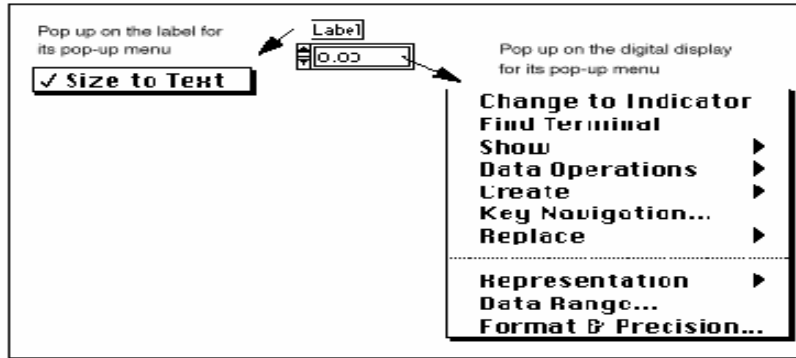 Pop up on the label for
its pop-up menu
✓ Size to Text
Label
0.00
Pop up on the digital display
for its pop-up menu
Change to Indicator
Find Terminal
Show
Data Operations
Create
Key Navigation...
Replace
Representation
Data Range...
Format & Precision...